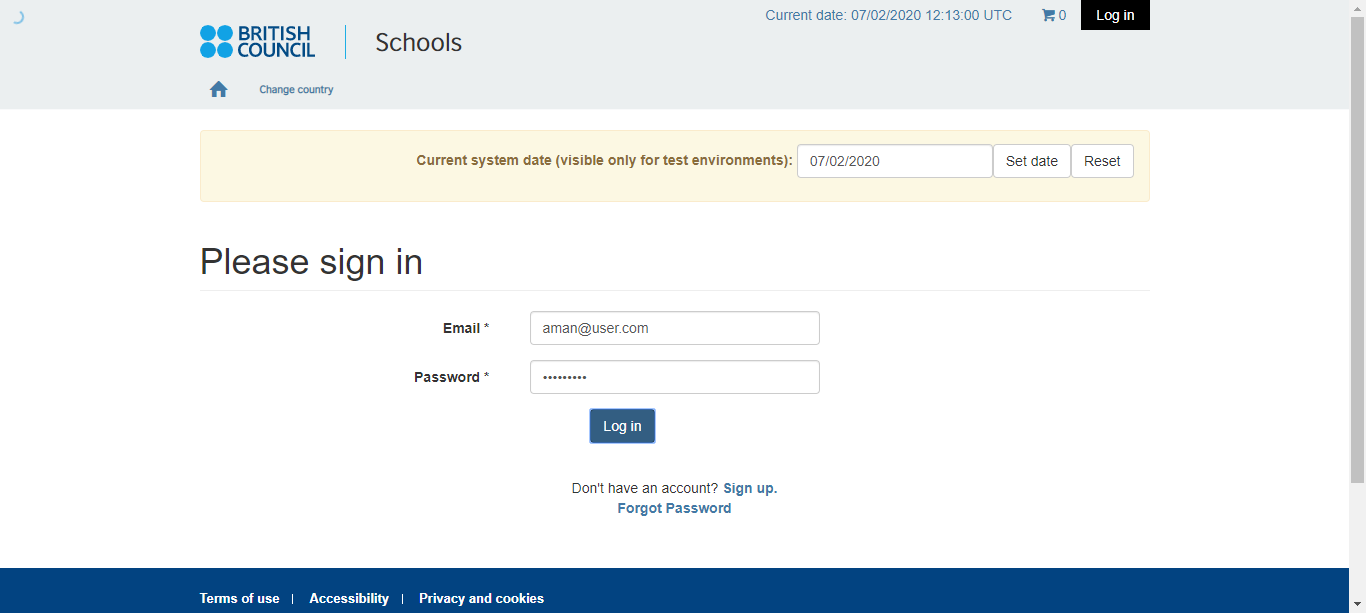 Current date: 07/02/2020 12:13:00 UTC 0 Log in
BRITISH
COUNCIL
Schools
Change country
Current system date (visible only for test environments): 07/02/2020 Set date Reset
Please sign in
Email * aman@user.com
Password * •••••••••
Log in
Don't have an account? Sign up.
Forgot Password
Terms of use | Accessibility | Privacy and cookies